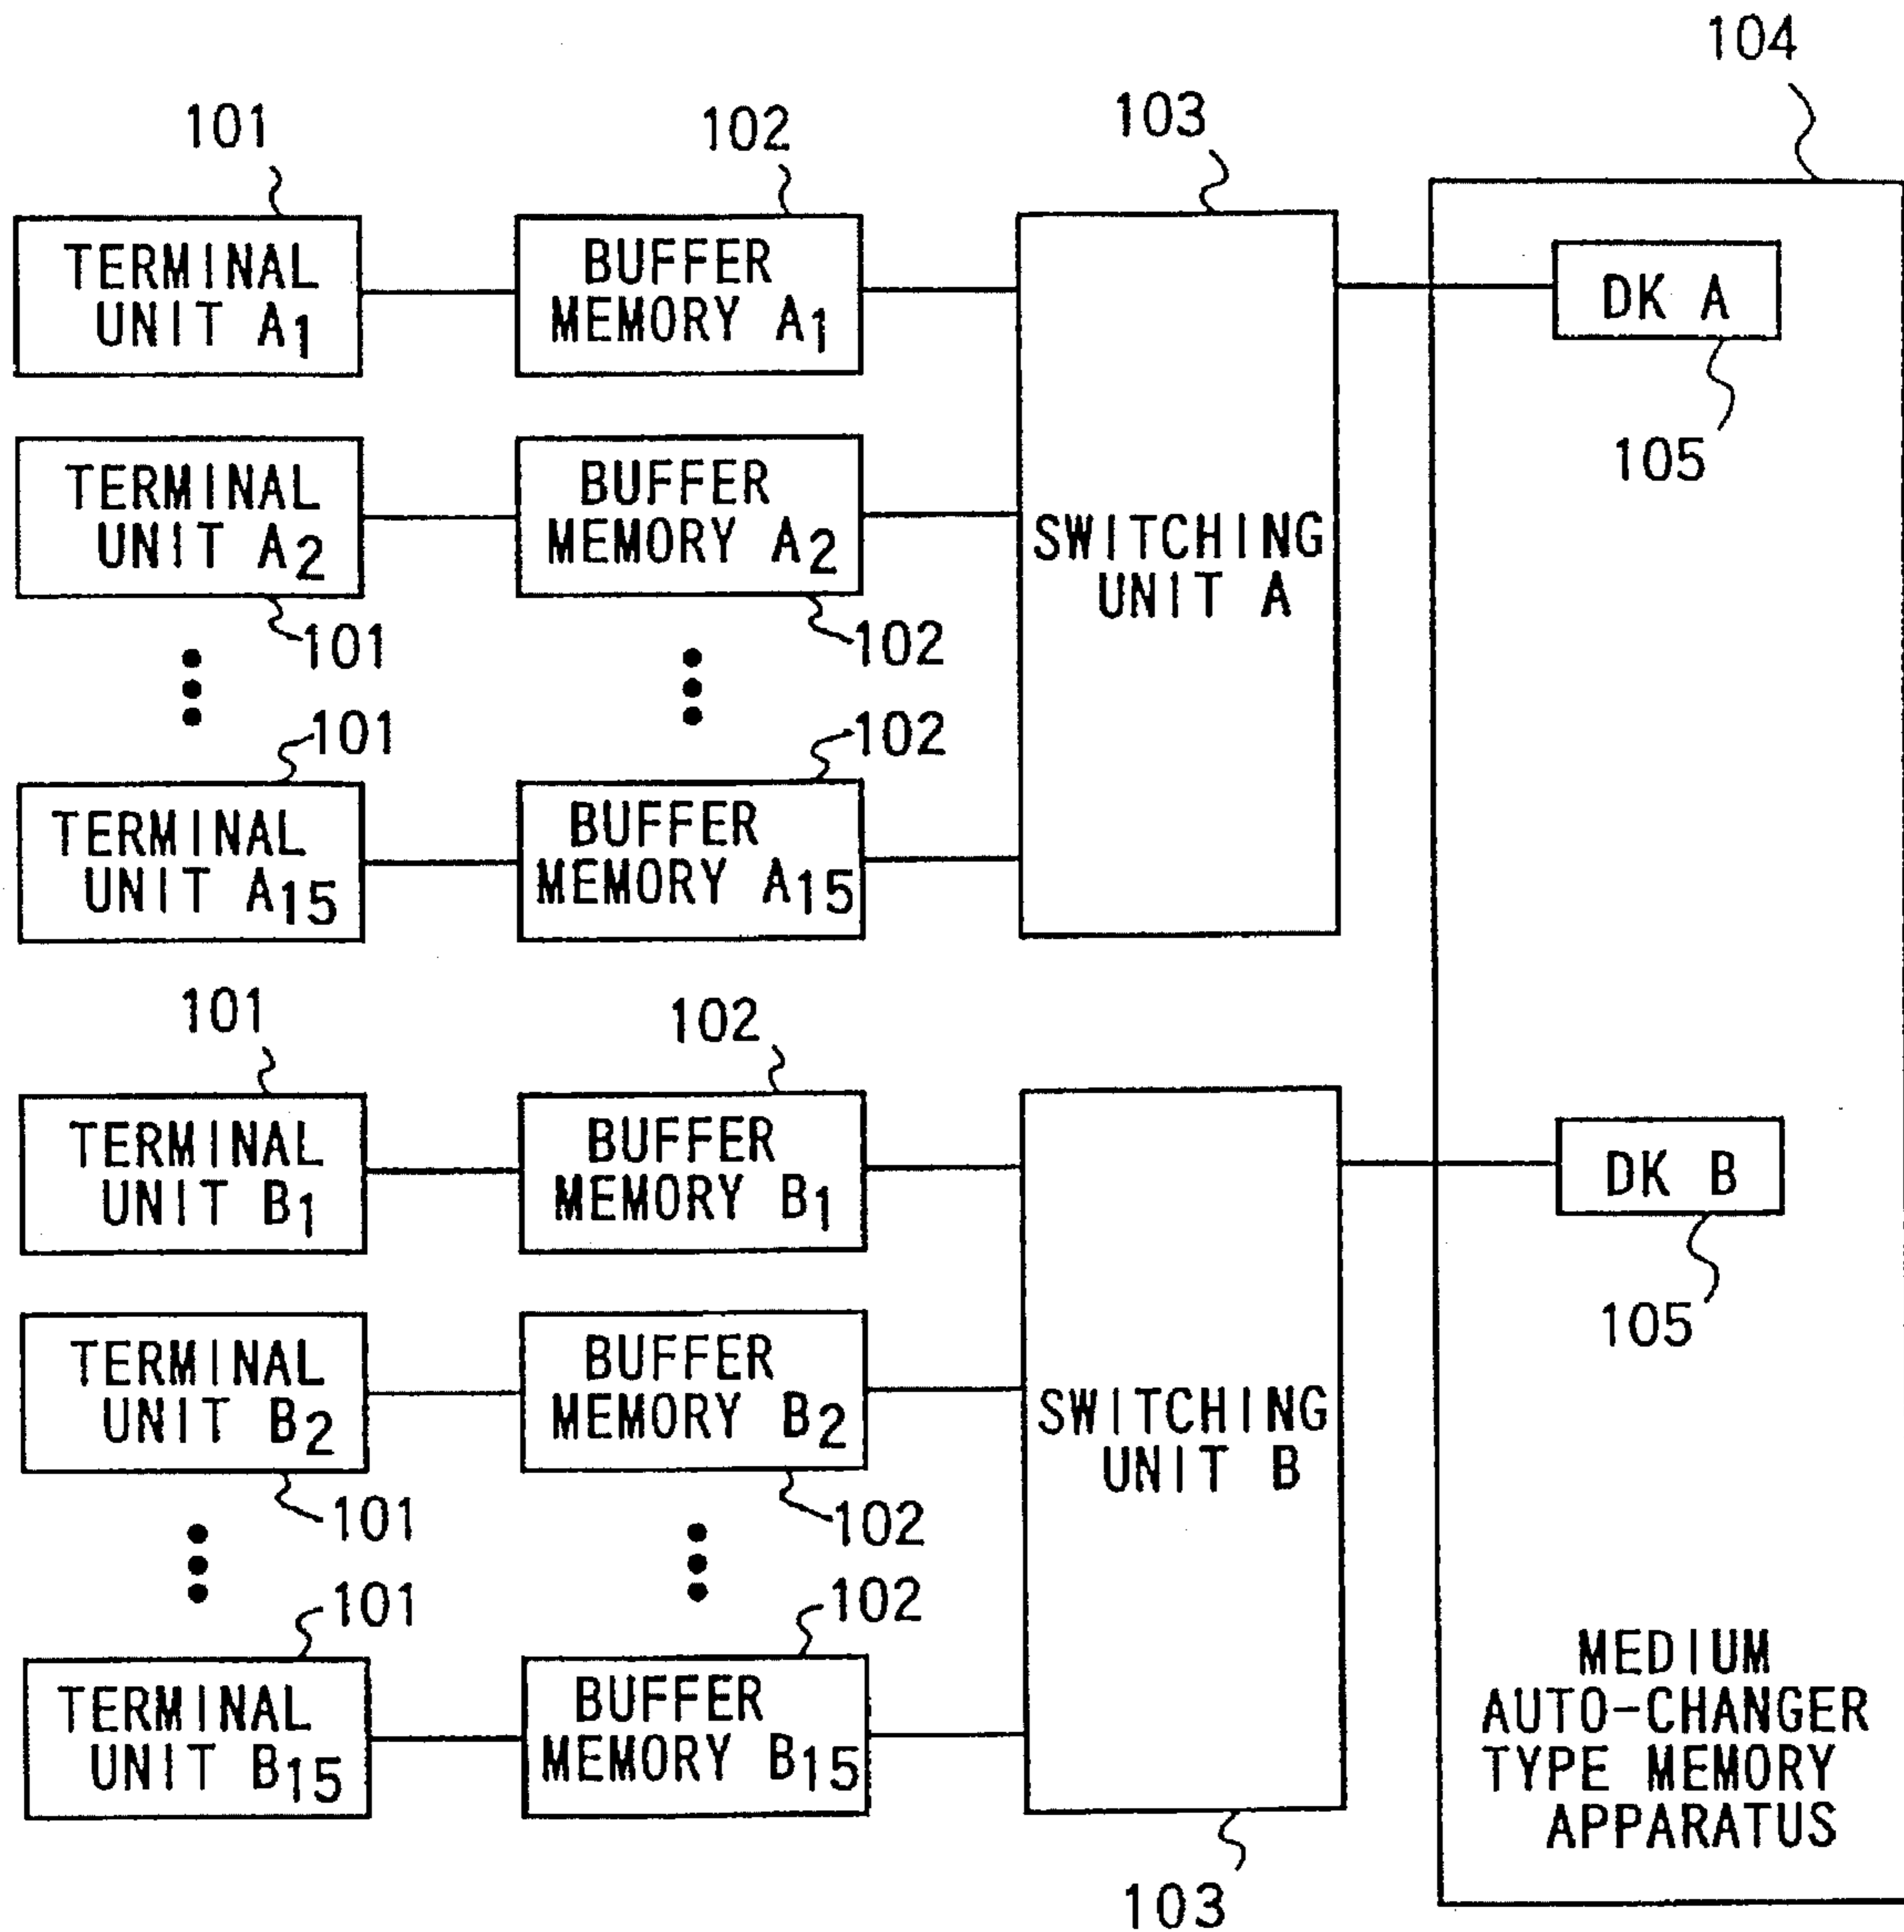 104
101
102
103
TERMINAL
UNIT A1
BUFFER
MEMORY A1
DK A
105
TERMINAL
UNIT A2
BUFFER
MEMORY A2
SWITCHING
UNIT A
101
102
101
102
TERMINAL
UNIT A15
BUFFER
MEMORY A15
101
102
TERMINAL
UNIT B1
BUFFER
MEMORY B1
DK B
105
TERMINAL
UNIT B2
BUFFER
MEMORY B2
SWITCHING
UNIT B
101
102
101
102
TERMINAL
UNIT B15
BUFFER
MEMORY B15
MEDIUM
AUTO-CHANGER
TYPE MEMORY
APPARATUS
103